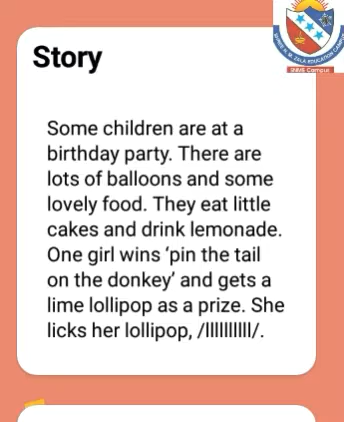 Story
Some children are at a
birthday party. There are
lots of balloons and some
lovely food. They eat little
cakes and drink lemonade.
One girl wins ‘pin the tail
on the donkey’ and gets a
lime lollipop as a prize. She
licks her lollipop, /llllllllll/.
SNME Campus